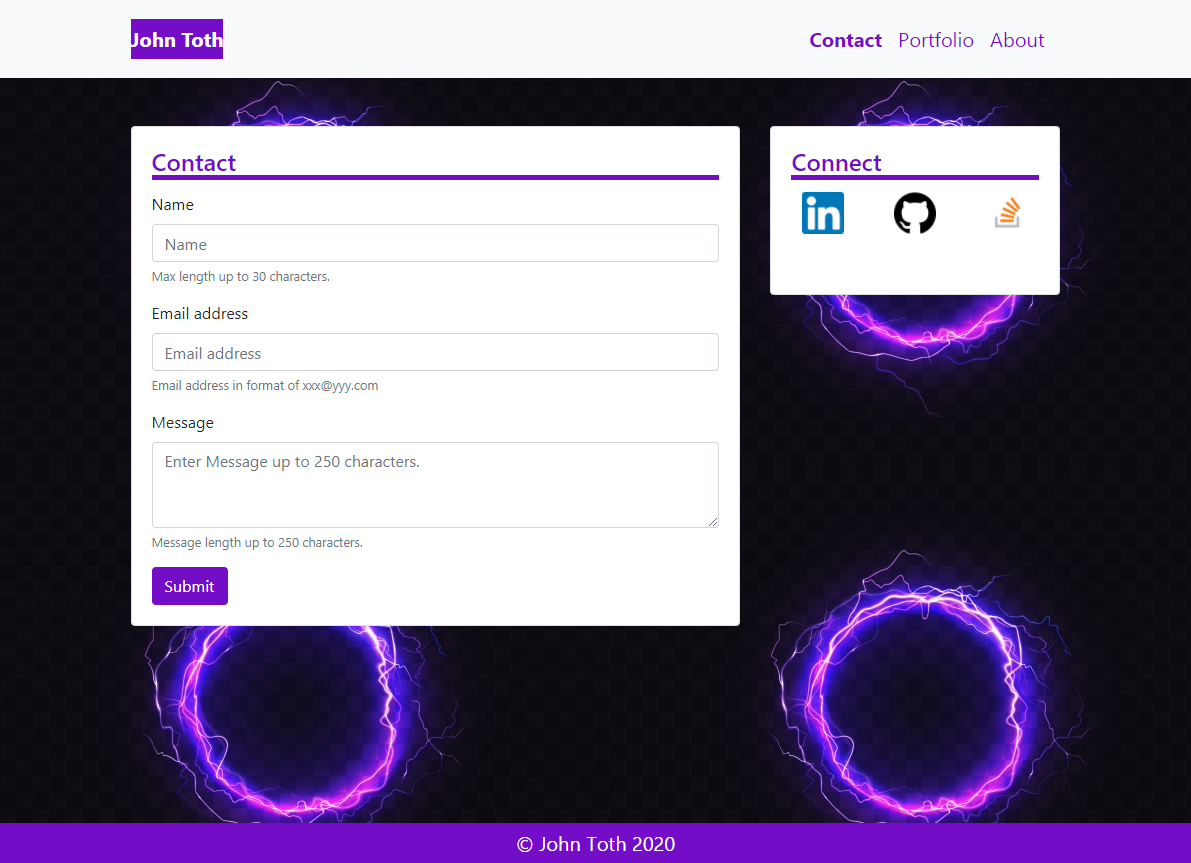 John Toth
Contact Portfolio About
Contact
Name
Name
Max length up to 30 characters.
Email address
Email address
Email address in format of xxx@yyy.com
Message
Enter Message up to 250 characters.
Message length up to 250 characters.
Submit
Connect
in
© John Toth 2020